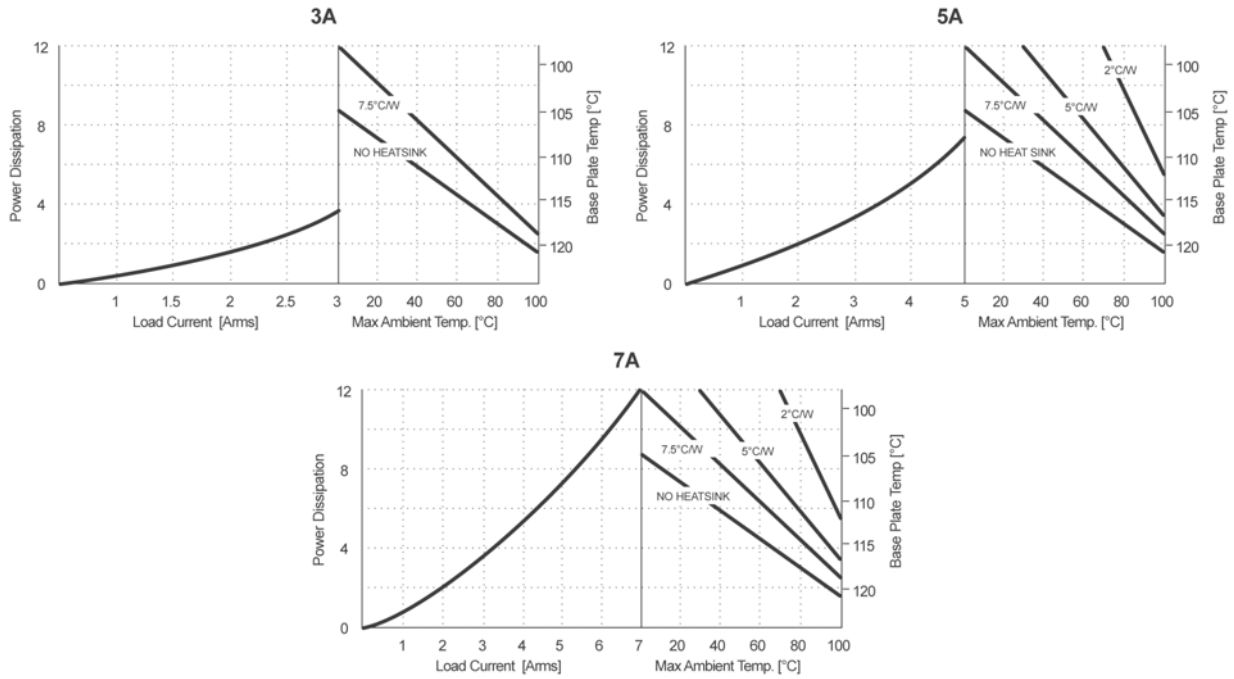 3A
12
8
4
0
Power Dissipation
7.5°C/W
NO HEATSINK
100
105
110
115
120
Base Plate Temp [°C]
1 1.5 2 2.5 3 20 40 60 80 100
Load Current [Arms] Max Ambient Temp. [°C]
5A
12
8
4
0
Power Dissipation
2°C/W
7.5°C/W 5°C/W
NO HEAT SINK
100
105
110
115
120
Base Plate Temp [°C]
1 2 3 4 5 20 40 60 80 100
Load Current [Arms] Max Ambient Temp. [°C]
7A
12
8
4
0
Power Dissipation
2°C/W
7.5°C/W 5°C/W
NO HEATSINK
100
105
110
115
120
Base Plate Temp [°C]
1 2 3 4 5 6 7 20 40 60 80 100
Load Current [Arms] Max Ambient Temp. [°C]